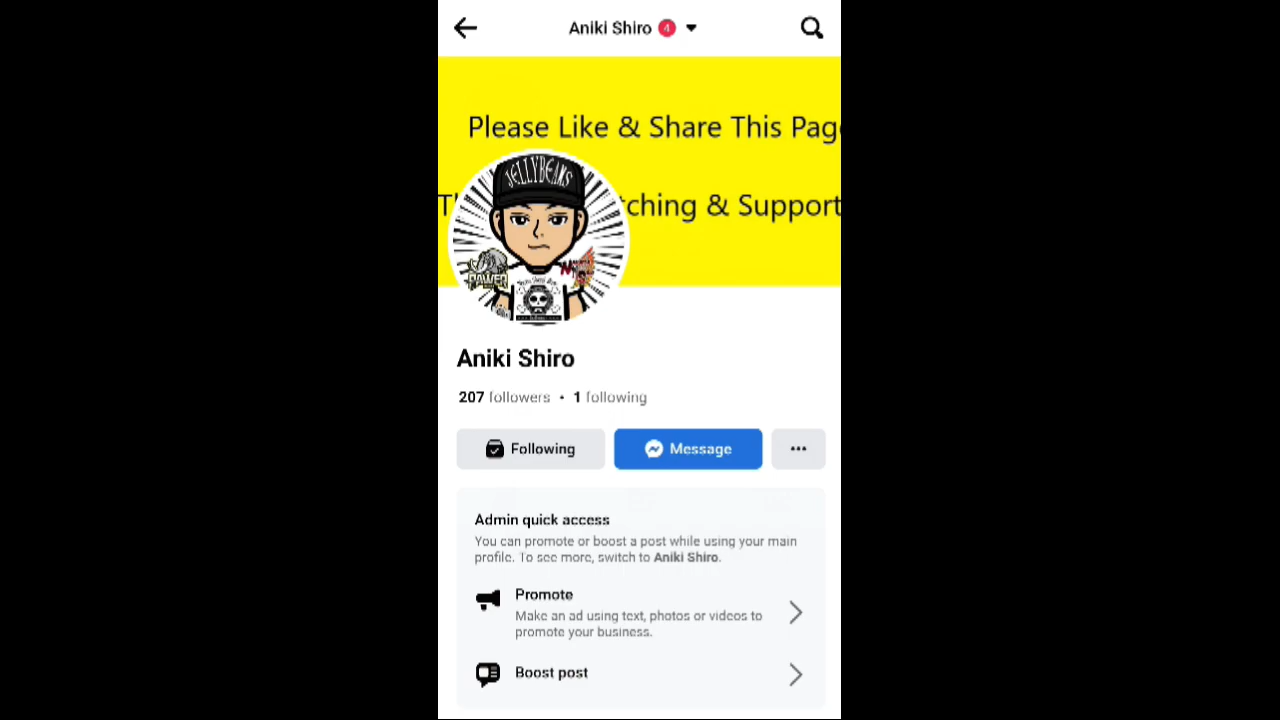 Aniki Shiro 4
Please Like & Share This Pag
T
ching & Support
JELLYBEANS
Aniki Shiro
207 followers • 1 following
Following
Message
Admin quick access
You can promote or boost a post while using your main
profile. To see more, switch to Aniki Shiro.
Promote
Make an ad using text, photos or videos to
promote your business.
Boost post